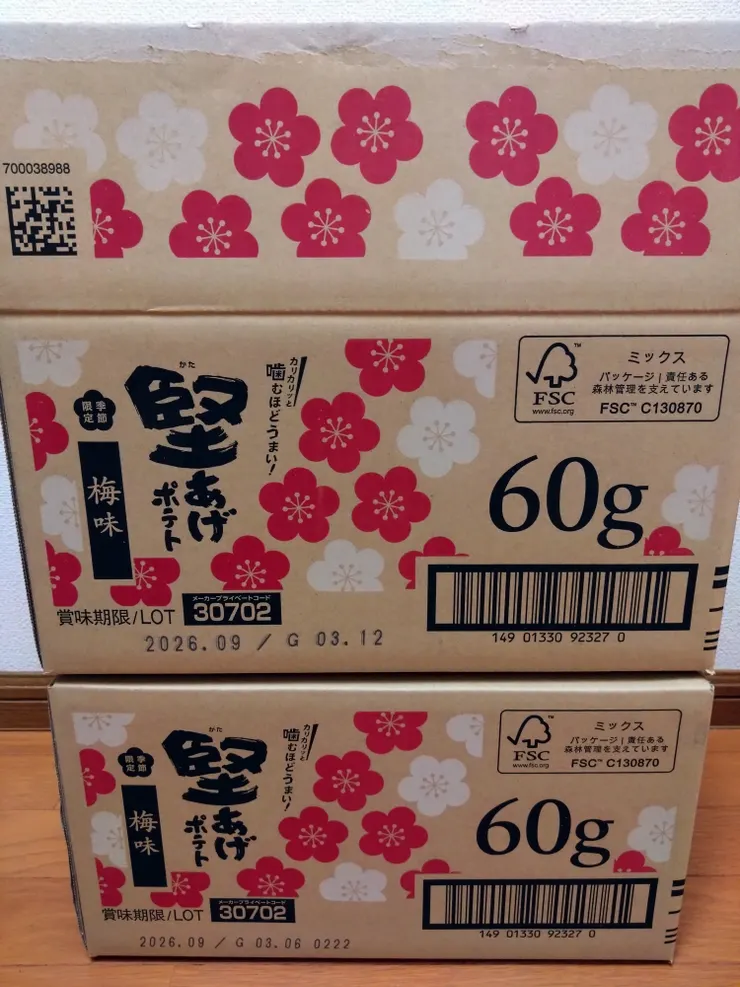 700038988
季節
限定
梅味
かた
堅
あげ
ポテト
カリカリッと
噛むほどうまい!
FSC™
www.fsc.org
ミックス
パッケージ|責任ある
森林管理を支えています
FSC™ C130870
60g
賞味期限/LOT
メーカープライベートコード
30702
2026.09 / G 03.12
149 01330 92327 0
季節
限定
梅味
かた
堅
あげ
ポテト
カリカリッと
噛むほどうまい!
FSC™
www.fsc.org
ミックス
パッケージ|責任ある
森林管理を支えています
FSC™ C130870
60g
賞味期限/LOT
メーカープライベートコード
30702
2026.09 / G 03.06 0222
149 01330 92327 0